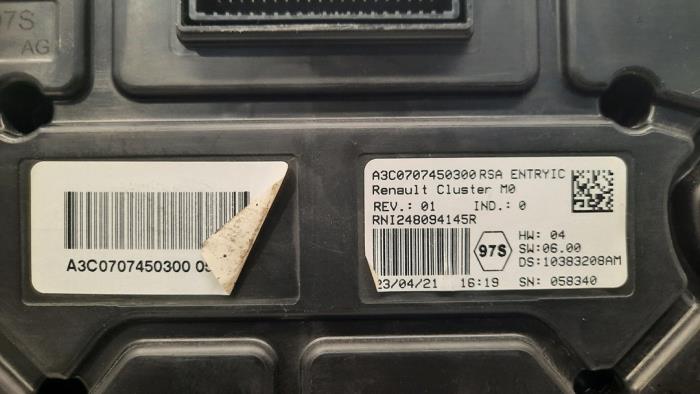 97S
AG
A3C0707450300
A3C0707450300 RSA ENTRYIC
Renault Cluster M0
REV.: 01 IND.: 0
RNI248094145R
97S
HW: 04
SW:06.00
DS:10383208AM
23/04/21 16:19 SN: 058340